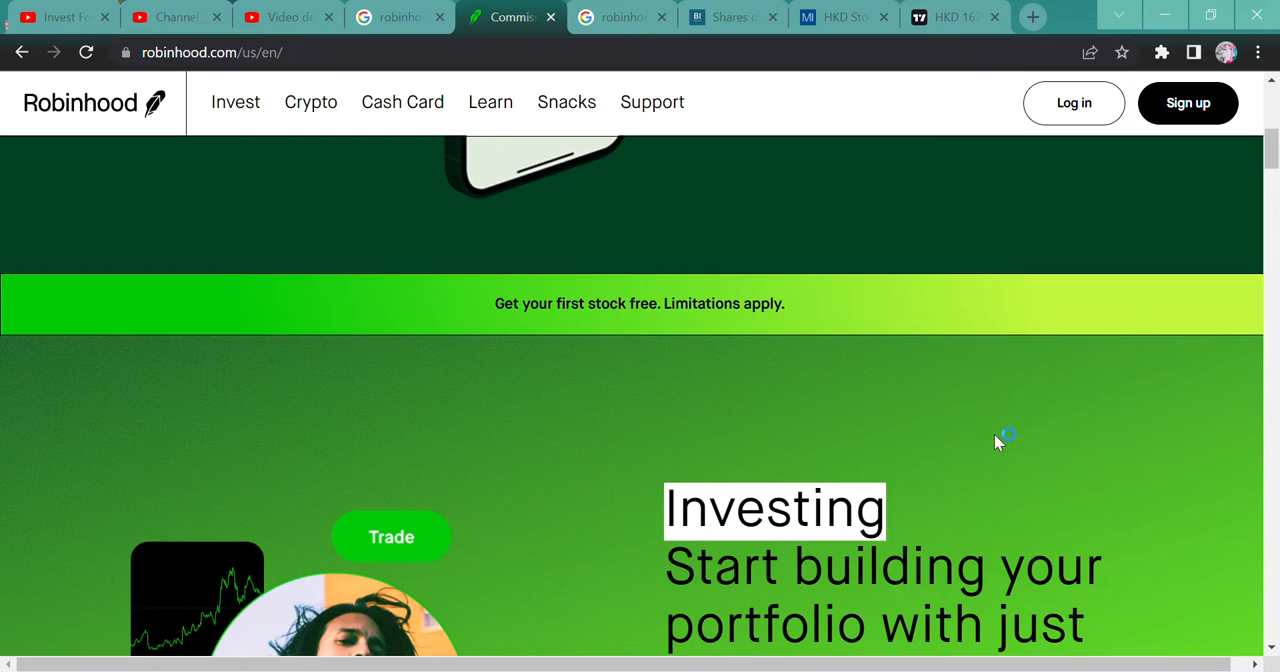 Invest Fo
Channel
Video de
robinho
Commiss
robinhoo
Shares o
HKD Sto
HKD 167
robinhood.com/us/en/
Robinhood
Invest
Crypto
Cash Card
Learn
Snacks
Support
Log in
Sign up
Get your first stock free. Limitations apply.
Trade
Investing
Start building your
portfolio with just